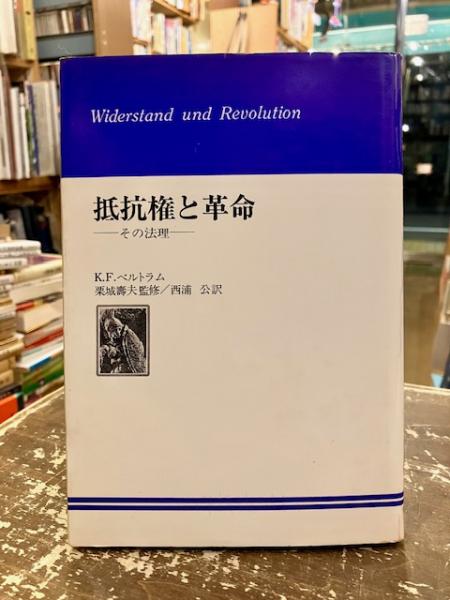 Widerstand und Revolution
抵抗権と革命
――その法理――
K.F.ベルトラム
栗城壽夫監修／西浦　公訳